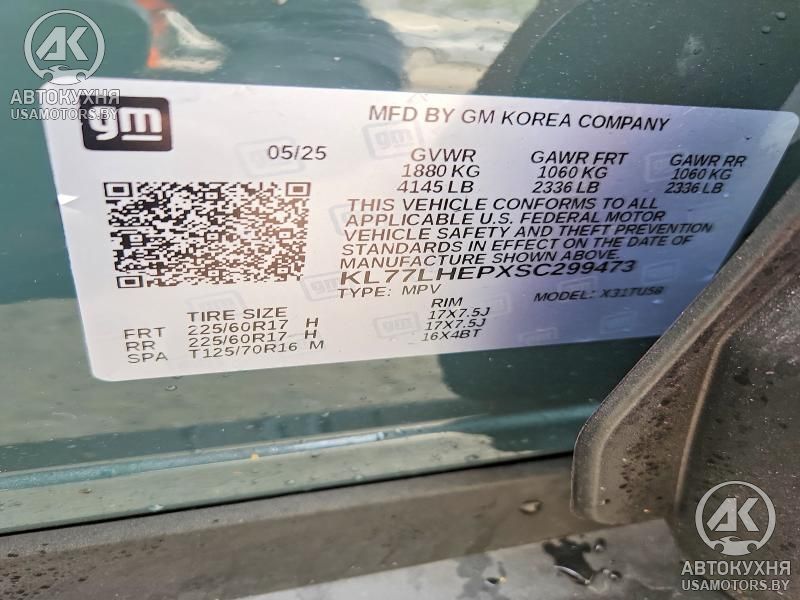 AK
АВТОКУХНЯ
USAMOTORS.BY
gm
MFD BY GM KOREA COMPANY
05/25
GVWR GAWR FRT GAWR RR
1880 KG 1060 KG 1060 KG
4145 LB 2336 LB 2336 LB
THIS VEHICLE CONFORMS TO ALL
APPLICABLE U.S. FEDERAL MOTOR
VEHICLE SAFETY AND THEFT PREVENTION
STANDARDS IN EFFECT ON THE DATE OF
MANUFACTURE SHOWN ABOVE.
KL77LHEPXSC299473
TYPE: MPV MODEL: X31TUSB
TIRE SIZE RIM
FRT 225/60R17 H 17X7.5J
RR 225/60R17 H 17X7.5J
SPA T125/70R16 M 16X4BT
AK
АВТОКУХНЯ
USAMOTORS.BY